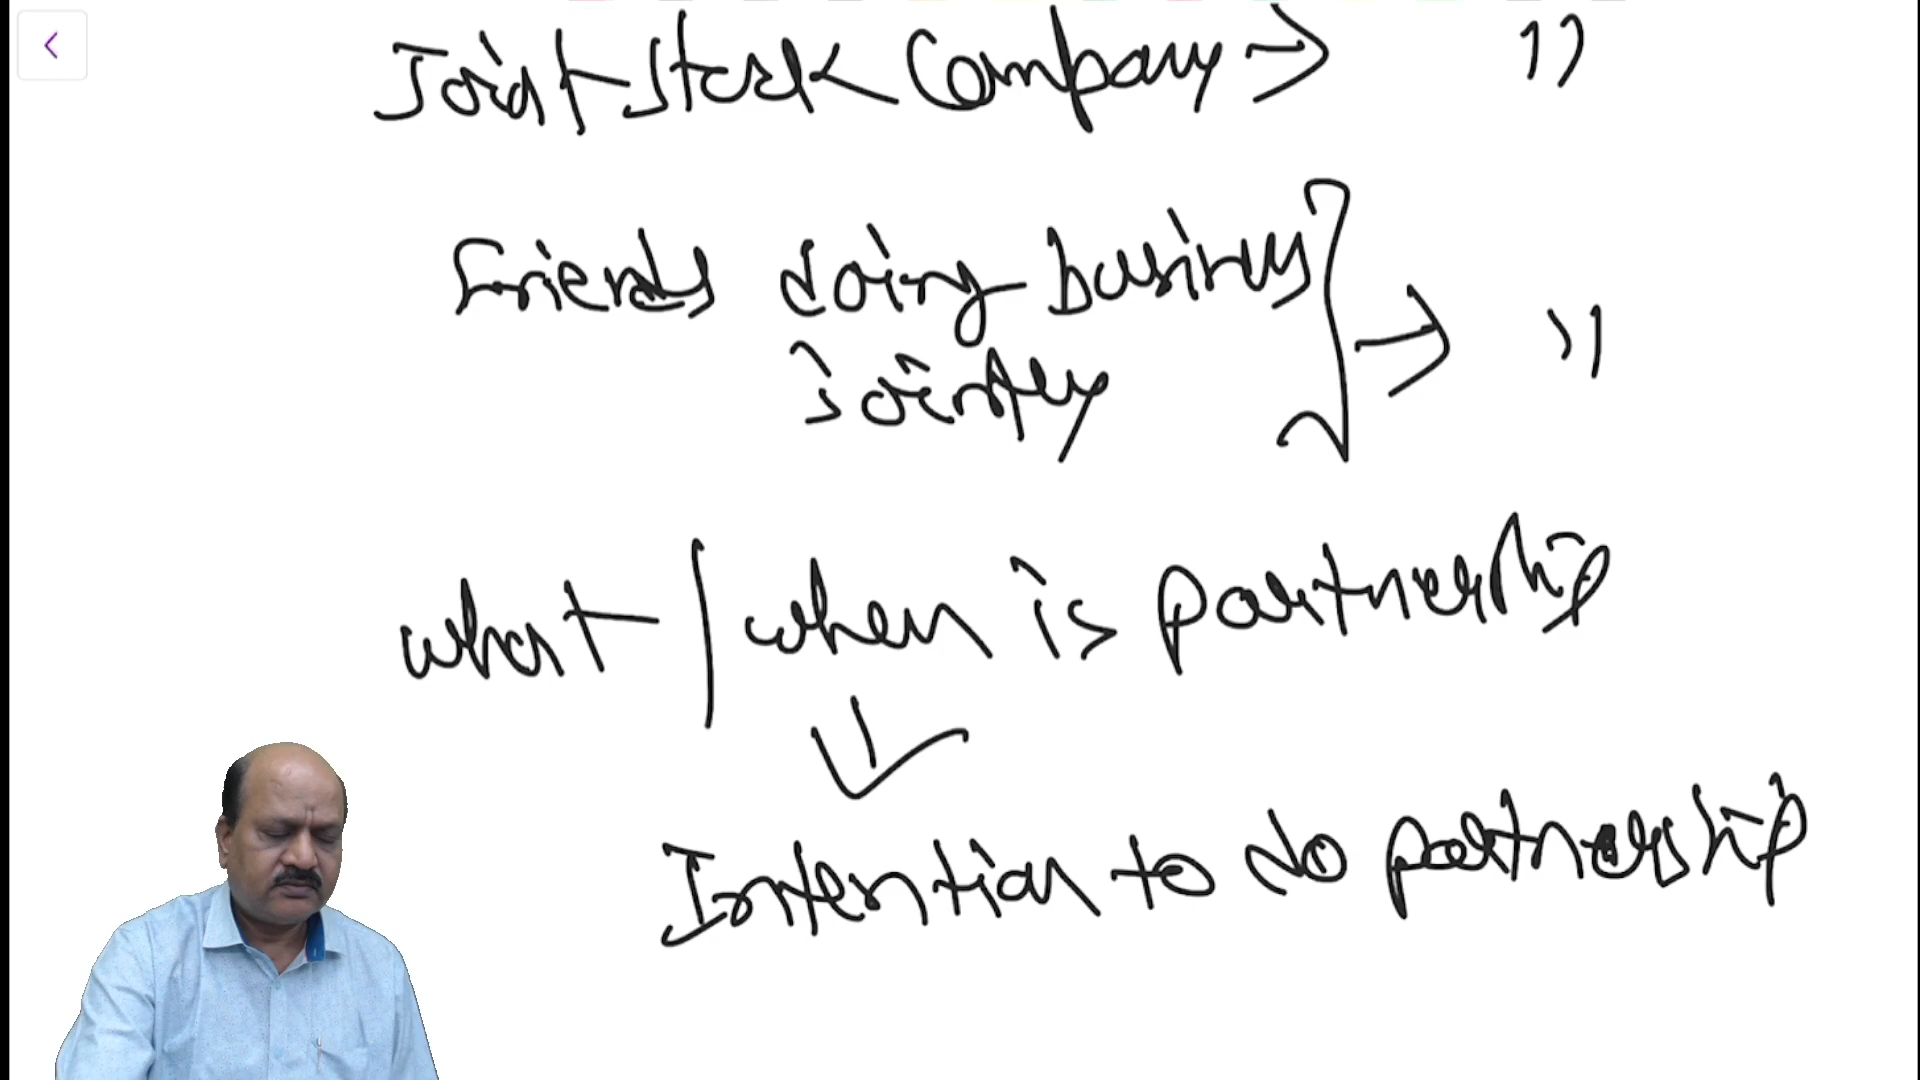 Joint Stock Company → "
Friends doing business
jointly } → "
what / when is partnership
Intention to do partnership